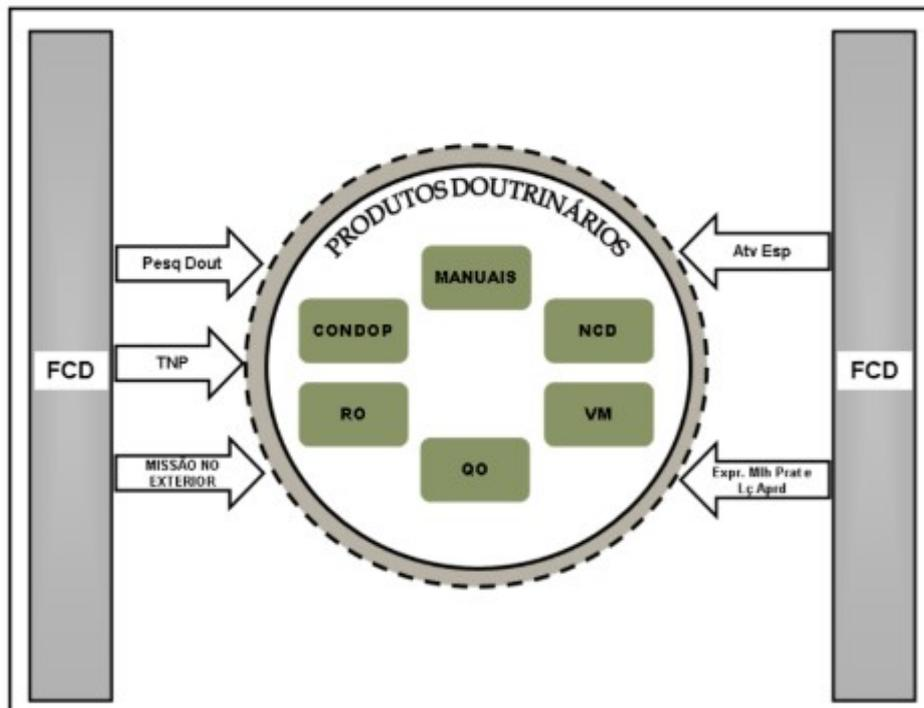 PRODUTOS DOUTRINÁRIOS
Pesq Dout
Atv Esp
MANUAIS
CONDOP
NCD
FCD
TNP
FCD
RO
VM
MISSÃO NO
EXTERIOR
QO
Expr. Mlh Prat e
Lç Aprd